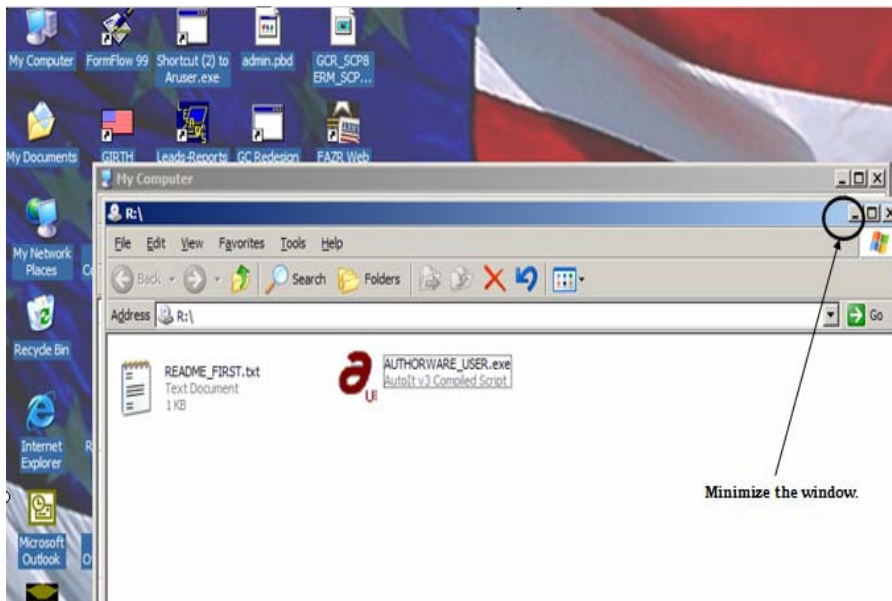 My Computer
FormFlow 99
Shortcut (2) to
Aruser.exe
admin.pbd
GCR_SCP8
ERM_SCP...
My Documents
GIRTH
Leads-Reports
GC Redesign
FAZR Web
My Computer
R:\
File Edit View Favorites Tools Help
Back
Search
Folders
Address
R:\
Go
My Network
Places
Recycle Bin
Internet
Explorer
Microsoft
Outlook
README_FIRST.txt
Text Document
1 KB
AUTHORWARE_USER.exe
AutoIt v3 Compiled Script
Minimize the window.